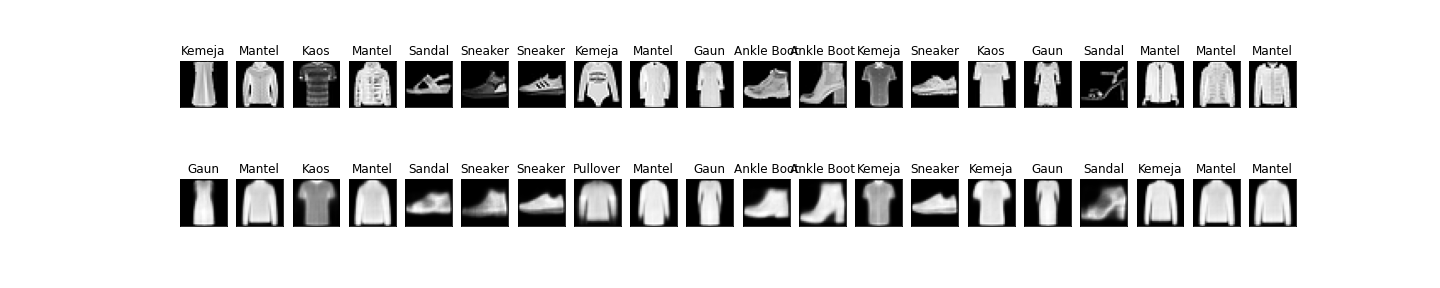 Kemeja Mantel Kaos Mantel Sandal Sneaker Sneaker Kemeja Mantel Gaun Ankle Boot Ankle Boot Kemeja Sneaker Kaos Gaun Sandal Mantel Mantel Mantel
Gaun Mantel Kaos Mantel Sandal Sneaker Sneaker Pullover Mantel Gaun Ankle Boot Ankle Boot Kemeja Sneaker Kemeja Gaun Sandal Kemeja Mantel Mantel